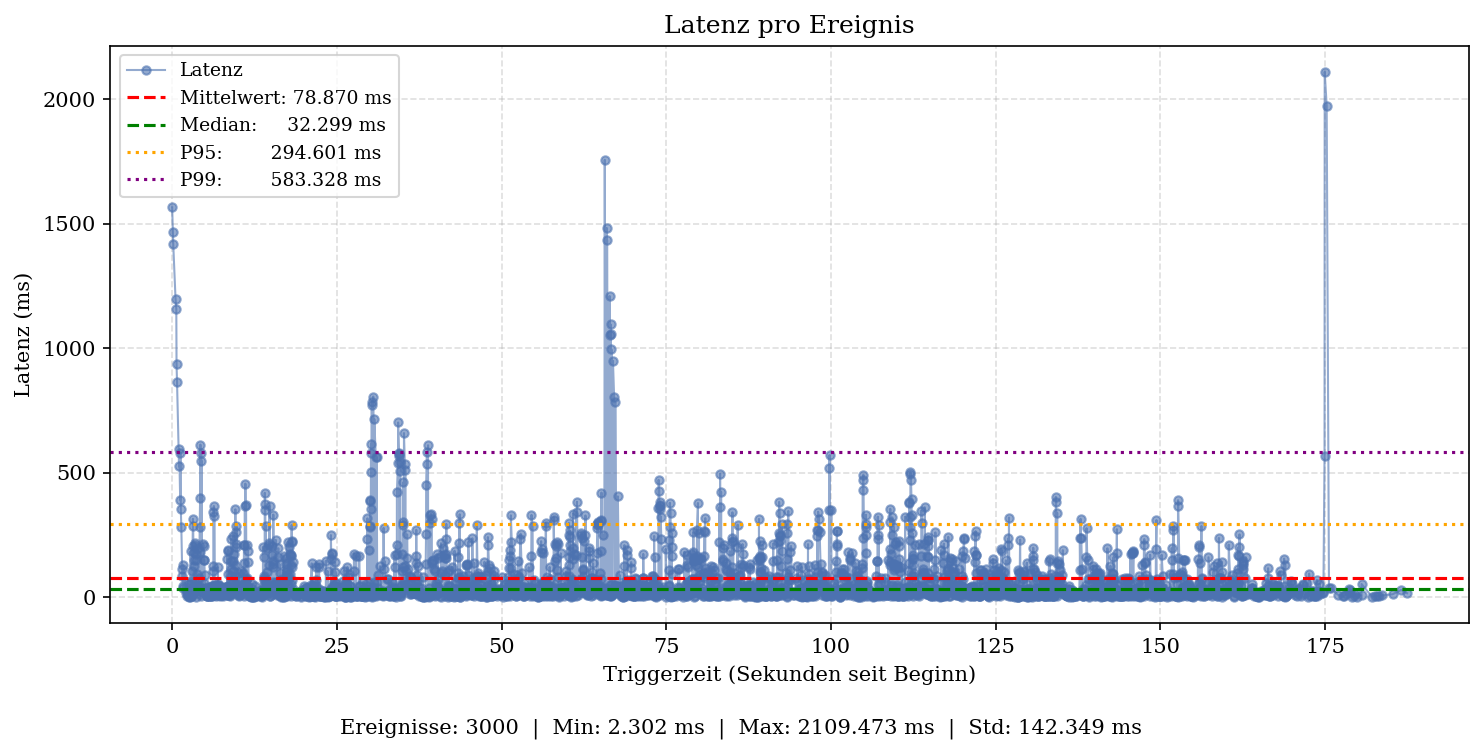 Latenz pro Ereignis
Latenz
Mittelwert: 78.870 ms
Median: 32.299 ms
P95: 294.601 ms
P99: 583.328 ms
Latenz (ms)
2000
1500
1000
500
0
0 25 50 75 100 125 150 175
Triggerzeit (Sekunden seit Beginn)
Ereignisse: 3000 | Min: 2.302 ms | Max: 2109.473 ms | Std: 142.349 ms